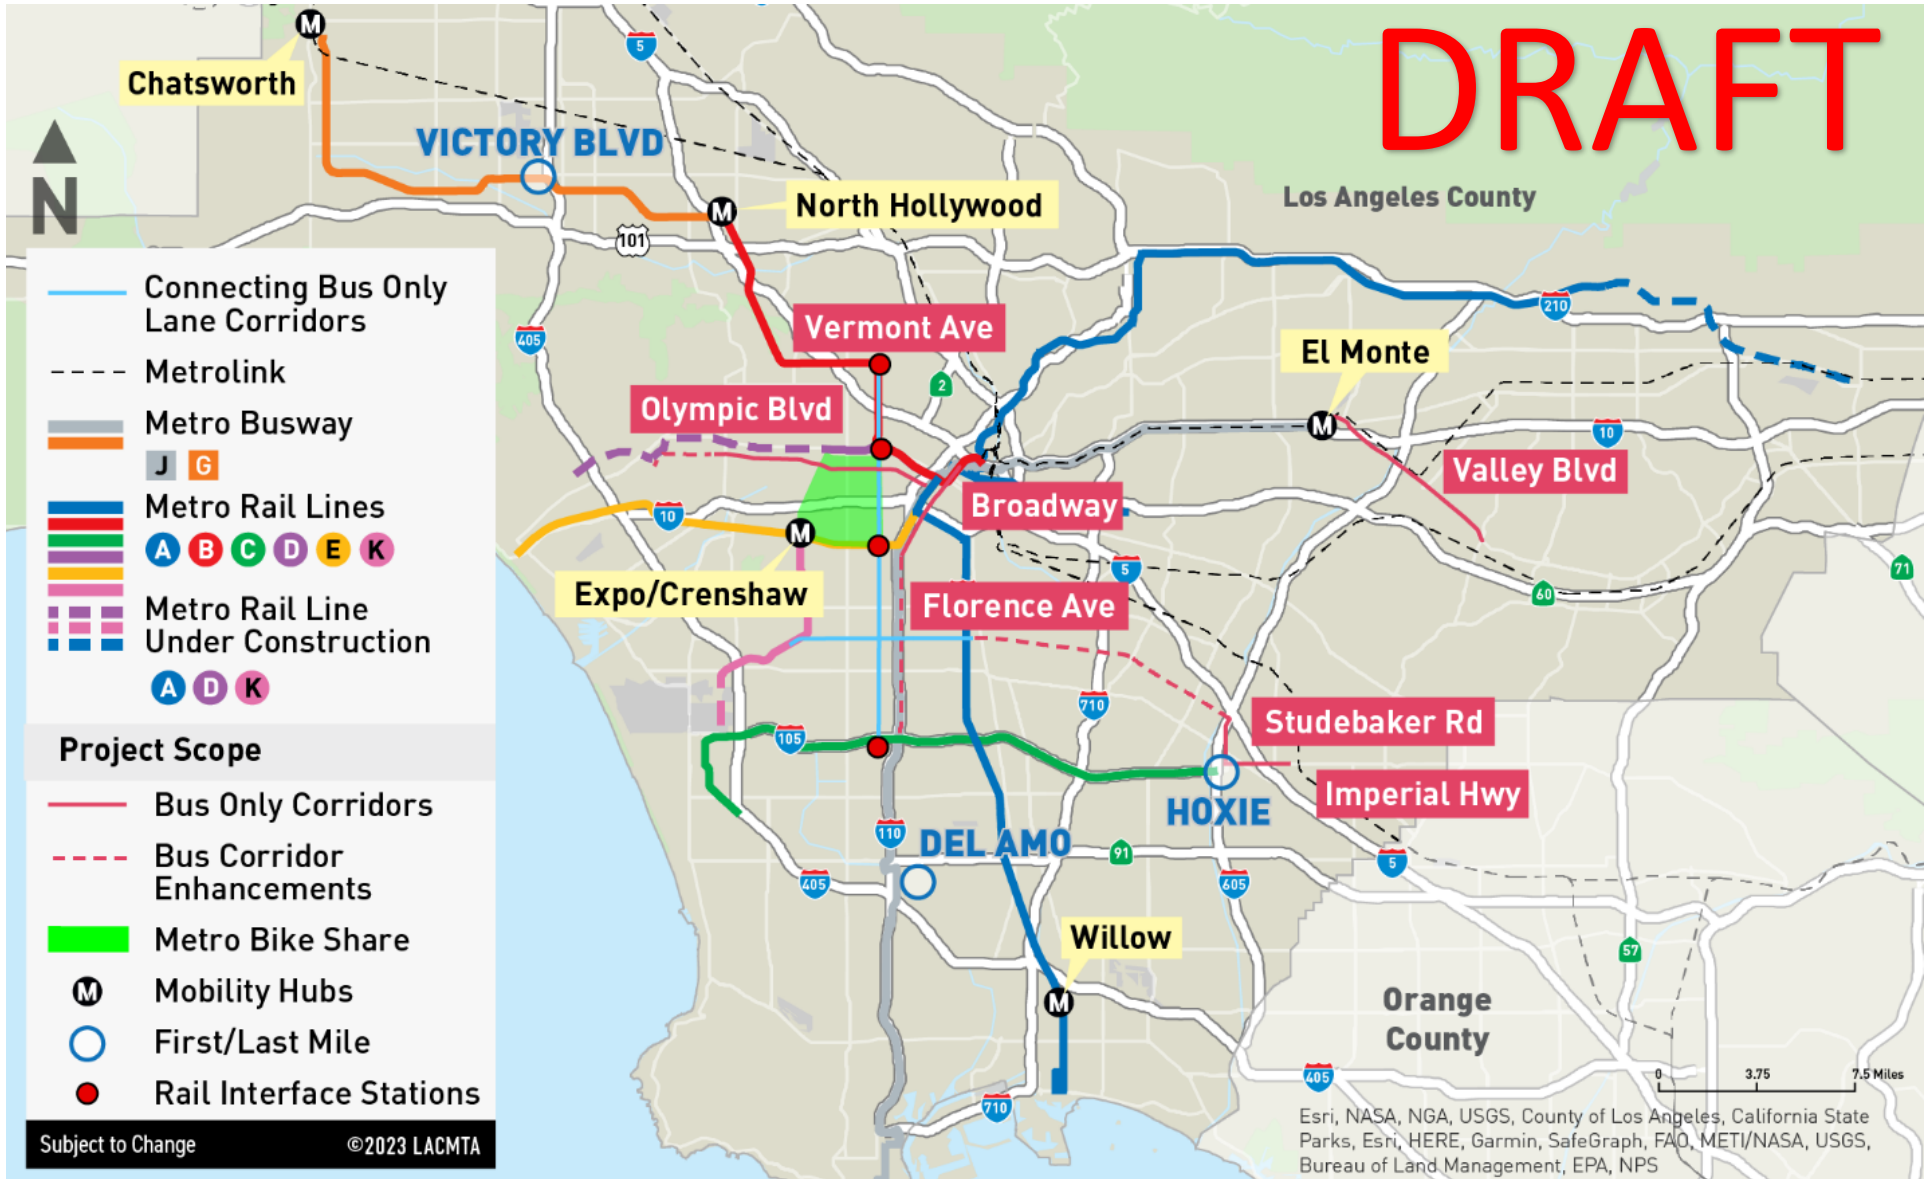 DRAFT
M
Chatsworth
5
VICTORY BLVD
N
M
North Hollywood
Los Angeles County
101
Connecting Bus Only
Lane Corridors
Metrolink
Metro Busway
J G
Metro Rail Lines
A B C D E K
Metro Rail Line
Under Construction
A D K
Project Scope
Bus Only Corridors
Bus Corridor
Enhancements
Metro Bike Share
M
Mobility Hubs
First/Last Mile
Rail Interface Stations
Subject to Change
©2023 LACMTA
405
Vermont Ave
210
El Monte
2
Olympic Blvd
M
10
Valley Blvd
Broadway
10
M
5
71
Expo/Crenshaw
Florence Ave
60
710
Studebaker Rd
105
Imperial Hwy
HOXIE
110
DEL AMO
91
5
405
605
Willow
57
M
Orange
County
405
0 3.75 7.5 Miles
710
Esri, NASA, NGA, USGS, County of Los Angeles, California State
Parks, Esri, HERE, Garmin, SafeGraph, FAO, METI/NASA, USGS,
Bureau of Land Management, EPA, NPS